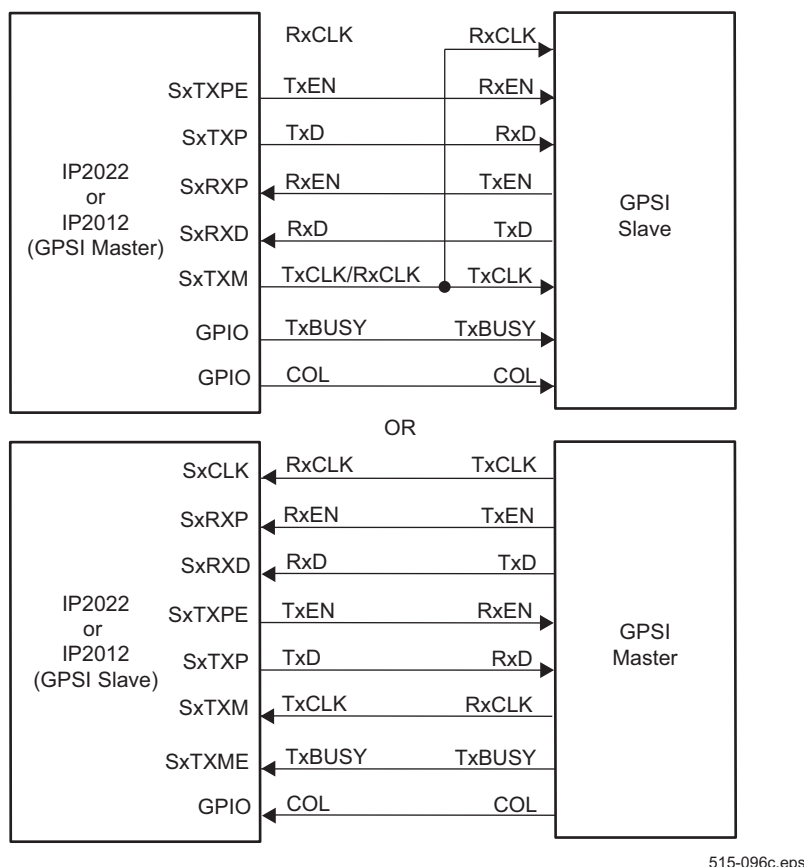 RxCLK RxCLK
SxTXPE TxEN RxEN
SxTXP TxD RxD
IP2022
or
IP2012
(GPSI Master)
SxRXP RxEN TxEN
GPSI
Slave
SxRXD RxD TxD
SxTXM TxCLK/RxCLK TxCLK
GPIO TxBUSY TxBUSY
GPIO COL COL
OR
SxCLK RxCLK TxCLK
SxRXP RxEN TxEN
SxRXD RxD TxD
IP2022
or
IP2012
(GPSI Slave)
SxTXPE TxEN RxEN
GPSI
Master
SxTXP TxD RxD
SxTXM TxCLK RxCLK
SxTXME TxBUSY TxBUSY
GPIO COL COL
515-096c.eps